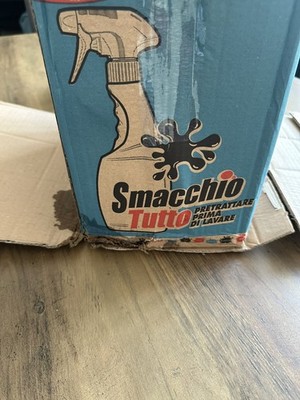 Smacchio
Tutto
PRETRATTARE
PRIMA
DI LAVARE